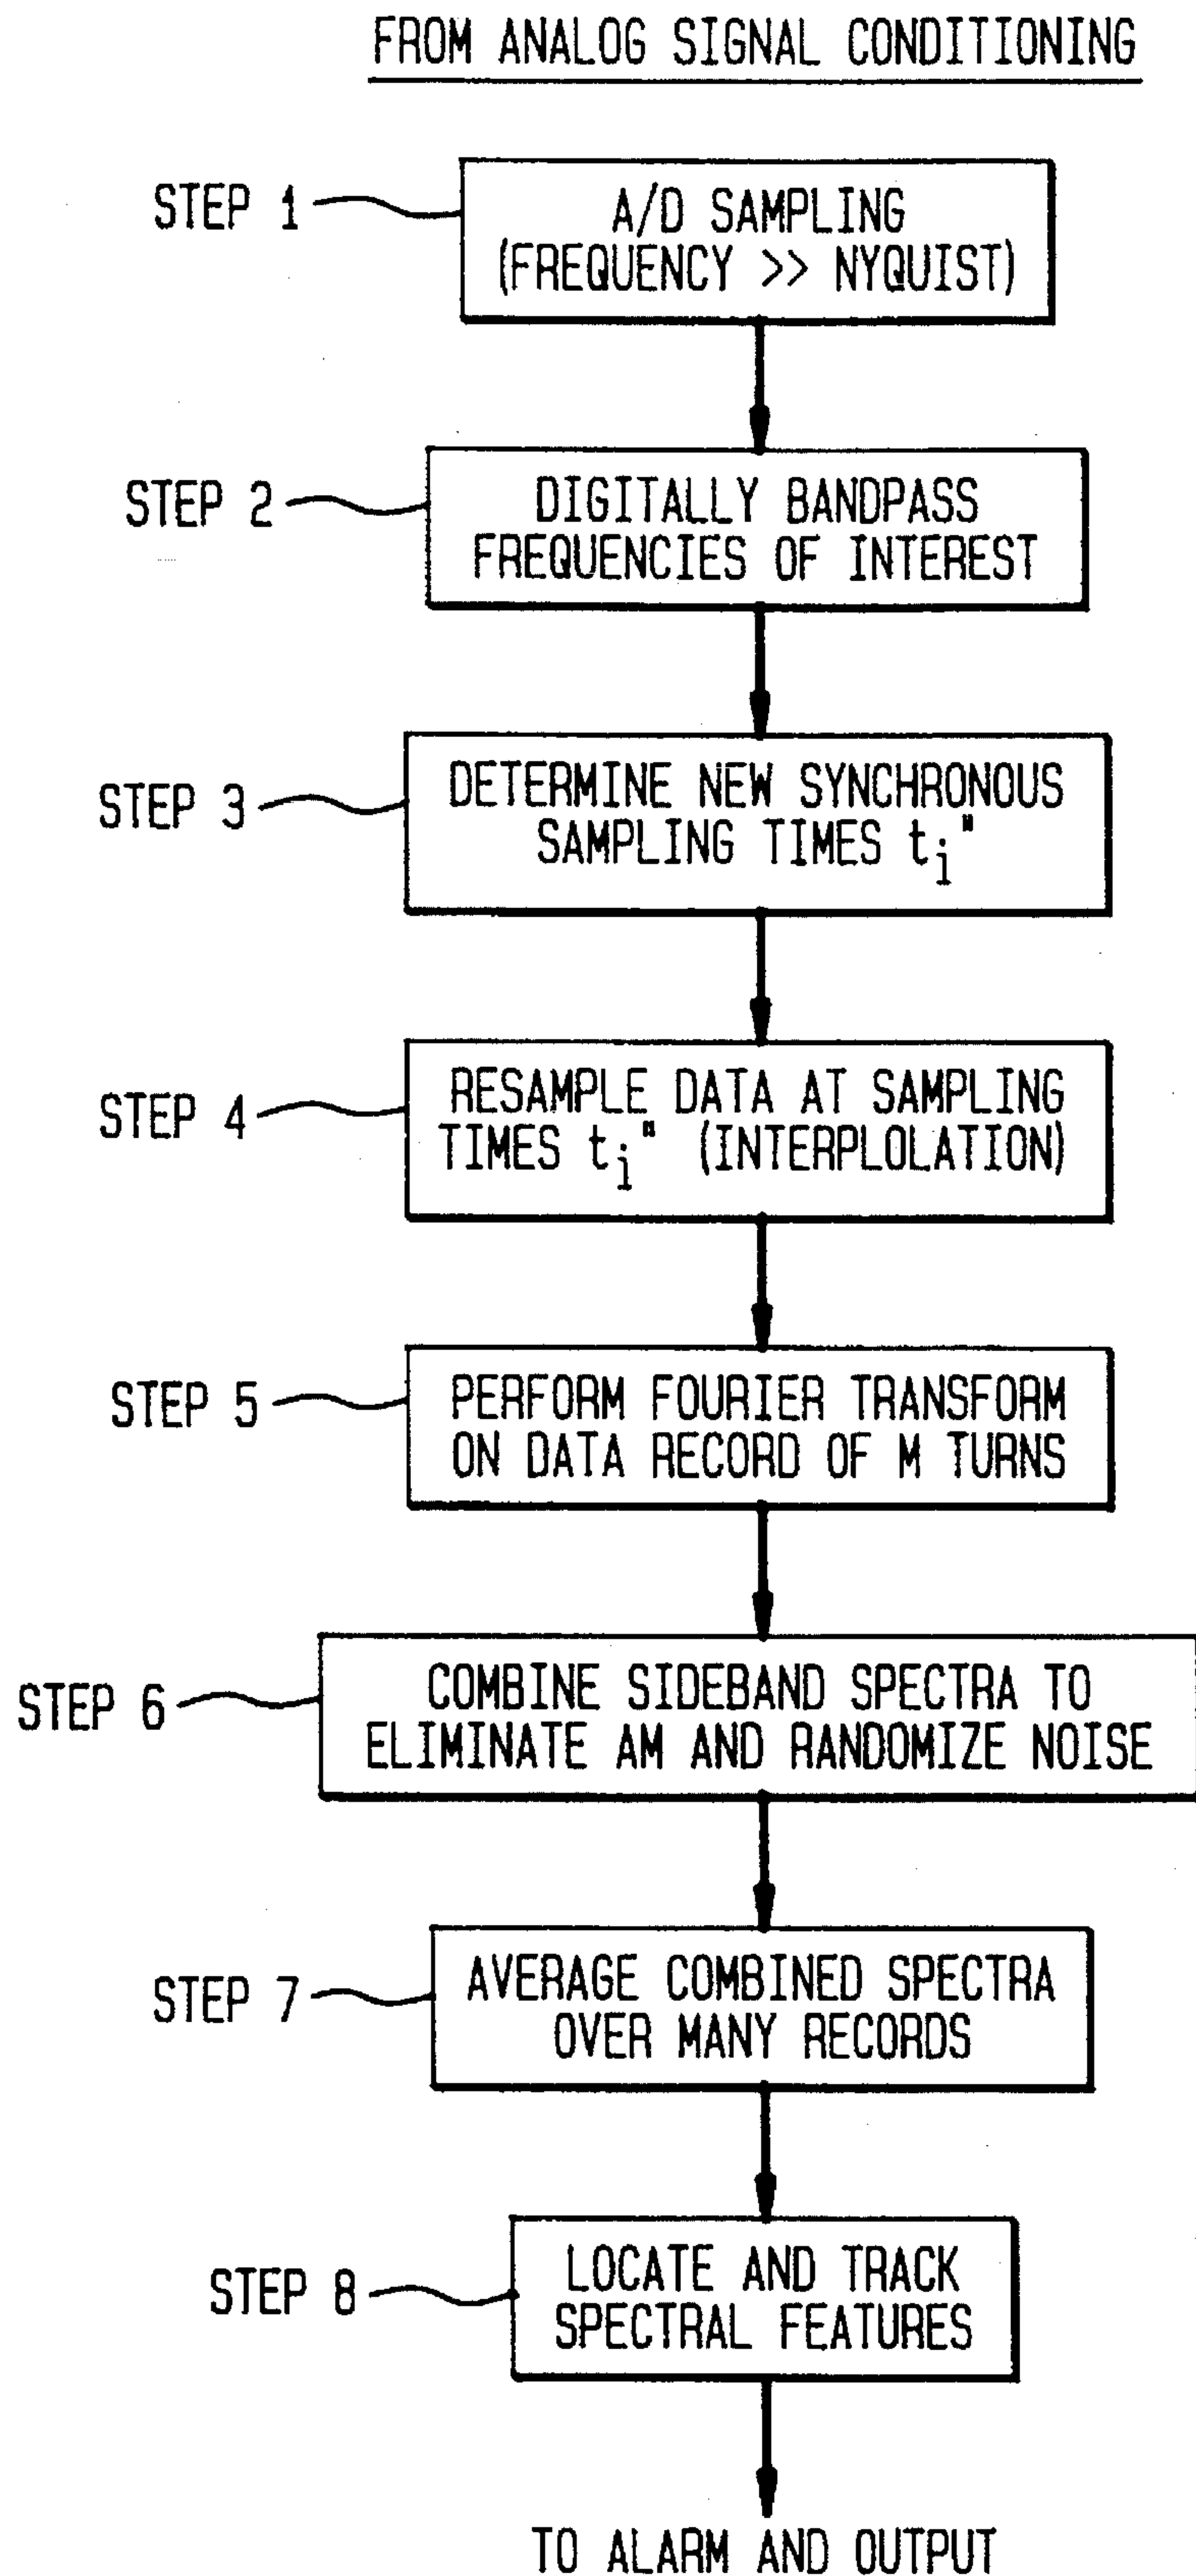 FROM ANALOG SIGNAL CONDITIONING
STEP 1
A/D SAMPLING
(FREQUENCY >> NYQUIST)
STEP 2
DIGITALLY BANDPASS
FREQUENCIES OF INTEREST
STEP 3
DETERMINE NEW SYNCHRONOUS
SAMPLING TIMES ti"
STEP 4
RESAMPLE DATA AT SAMPLING
TIMES ti" (INTERPLOLATION)
STEP 5
PERFORM FOURIER TRANSFORM
ON DATA RECORD OF M TURNS
STEP 6
COMBINE SIDEBAND SPECTRA TO
ELIMINATE AM AND RANDOMIZE NOISE
STEP 7
AVERAGE COMBINED SPECTRA
OVER MANY RECORDS
STEP 8
LOCATE AND TRACK
SPECTRAL FEATURES
TO ALARM AND OUTPUT